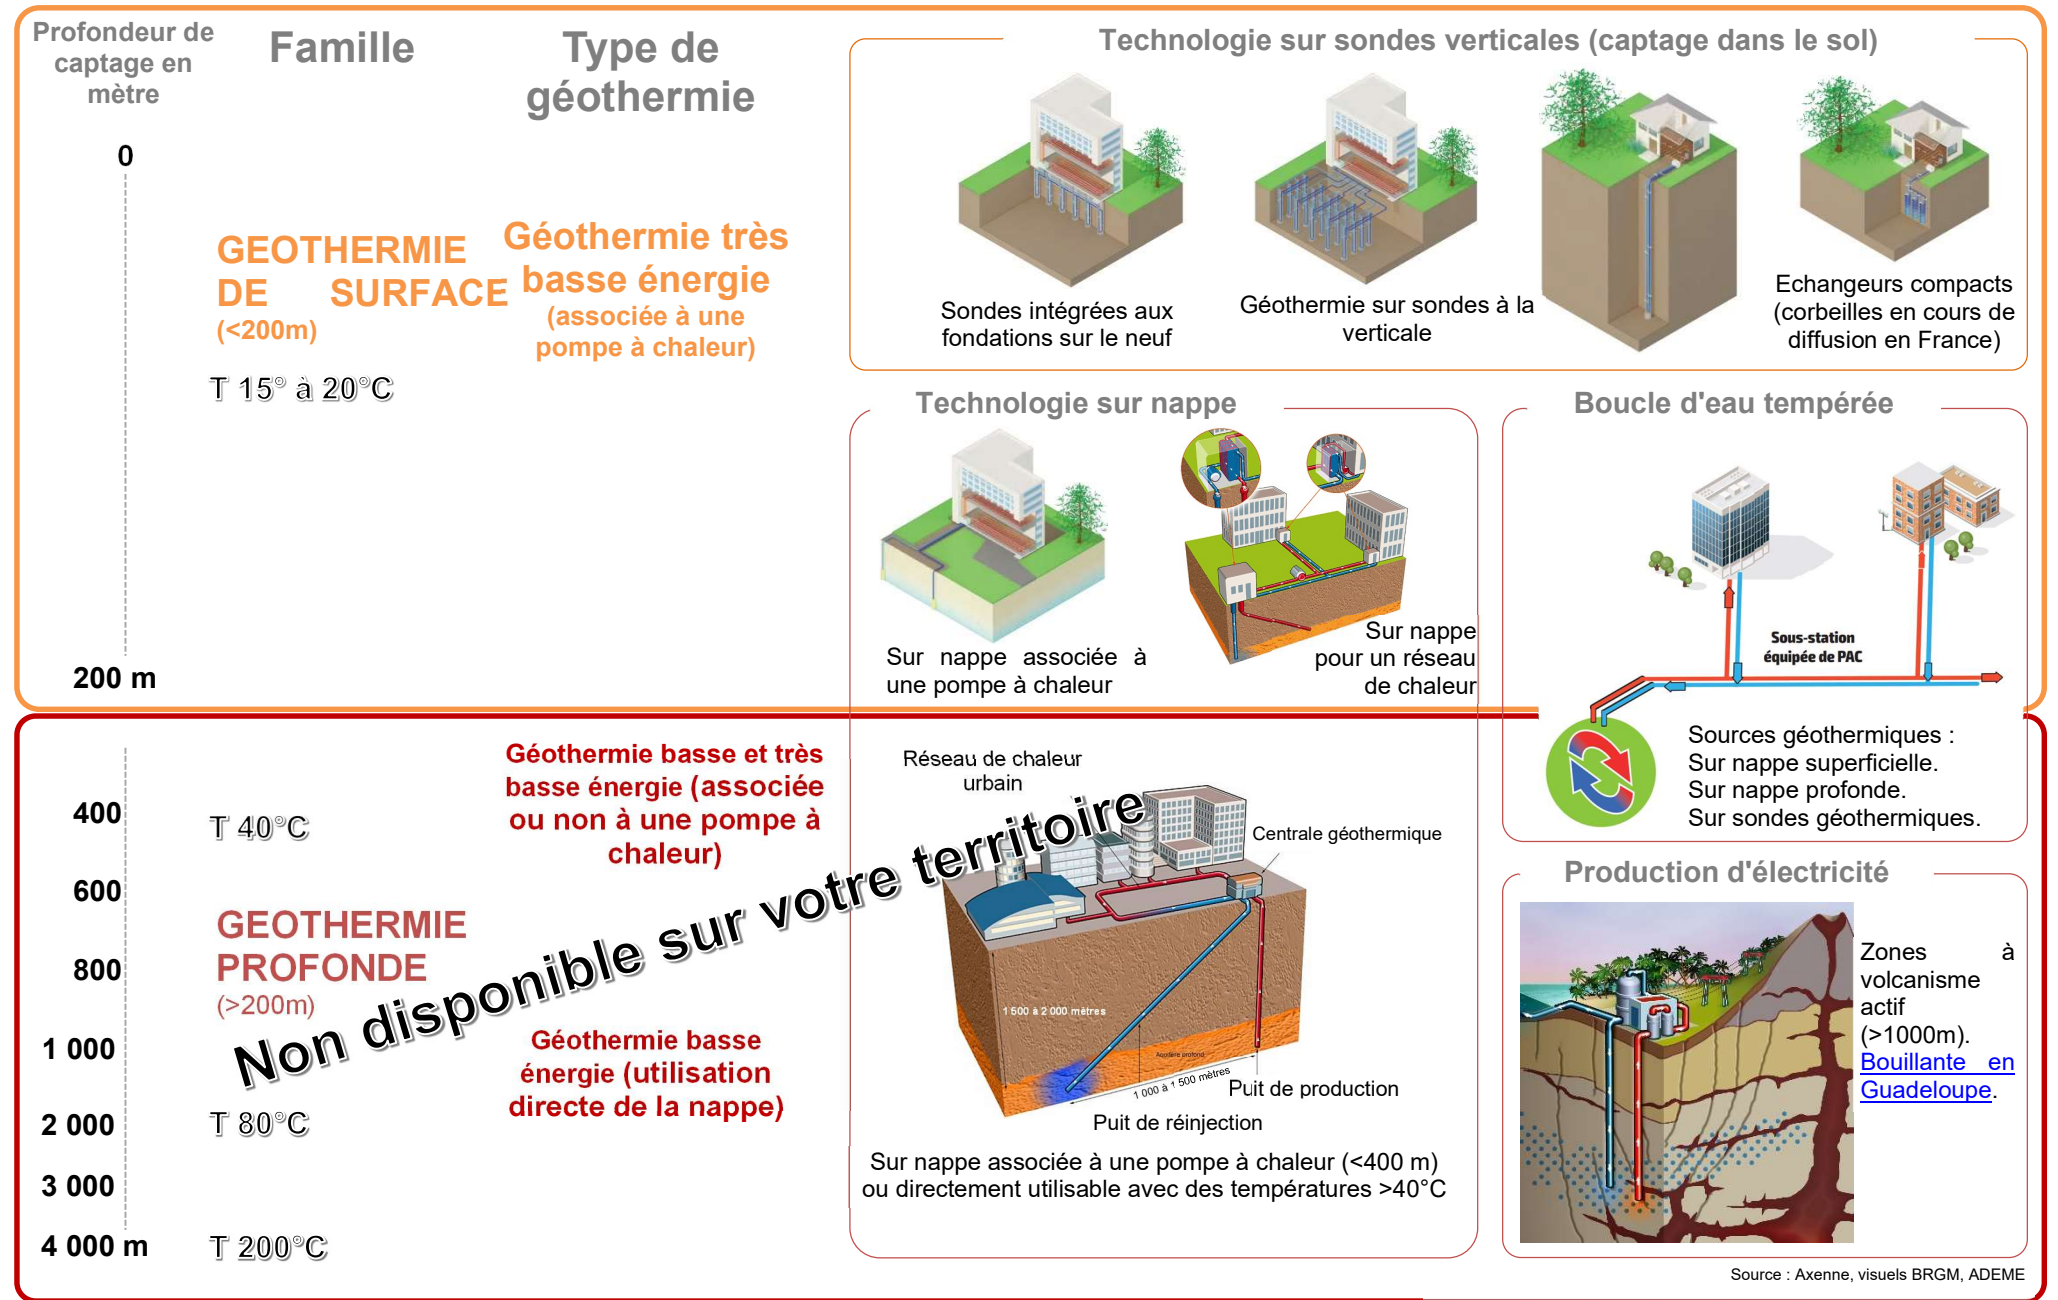 Profondeur de
captage en
mètre
Famille
Type de
géothermie
0
GEOTHERMIE
DE SURFACE
(<200m)
T 15° à 20°C
Géothermie très
basse énergie
(associée à une
pompe à chaleur)
200 m
Technologie sur sondes verticales (captage dans le sol)
Sondes intégrées aux
fondations sur le neuf
Géothermie sur sondes à la
verticale
Echangeurs compacts
(corbeilles en cours de
diffusion en France)
Technologie sur nappe
Sur nappe associée à
une pompe à chaleur
Sur nappe
pour un réseau
de chaleur
Boucle d'eau tempérée
Sous-station
équipée de PAC
Sources géothermiques :
Sur nappe superficielle.
Sur nappe profonde.
Sur sondes géothermiques.
400
T 40°C
600
GEOTHERMIE
PROFONDE
(>200m)
800
1 000
2 000
T 80°C
3 000
4 000 m
T 200°C
Géothermie basse et très
basse énergie (associée
ou non à une pompe à
chaleur)
Géothermie basse
énergie (utilisation
directe de la nappe)
Non disponible sur votre territoire
Réseau de chaleur
urbain
Centrale géothermique
1 500 à 2 000 mètres
Aquifère profond
1 000 à 1 500 mètres
Puit de production
Puit de réinjection
Sur nappe associée à une pompe à chaleur (<400 m)
ou directement utilisable avec des températures >40°C
Production d'électricité
Zones à
volcanisme
actif
(>1000m).
Bouillante en
Guadeloupe.
Source : Axenne, visuels BRGM, ADEME